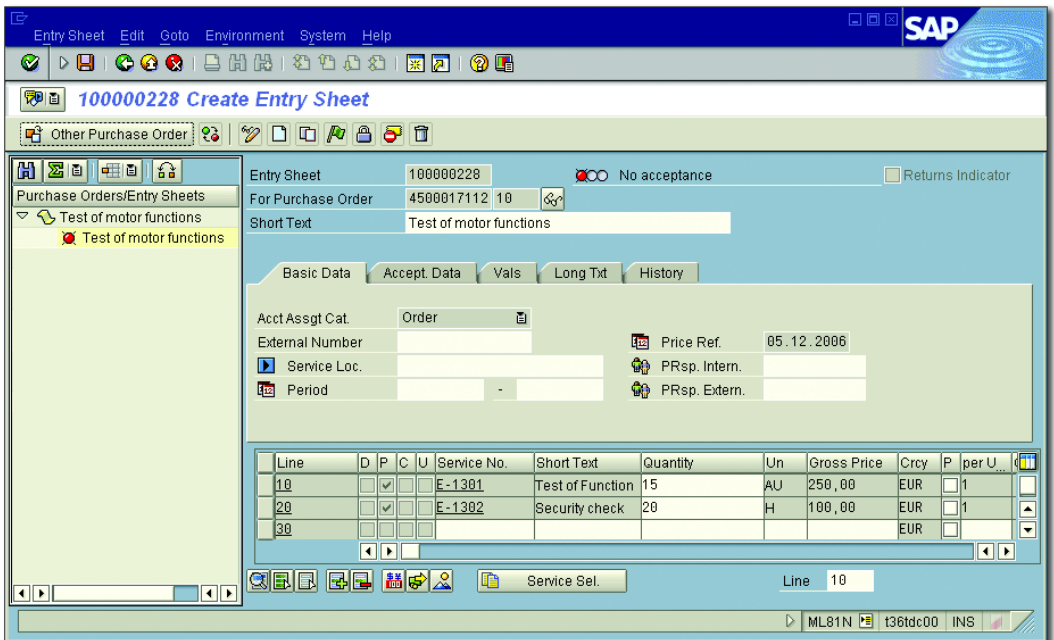 Entry Sheet Edit Goto Environment System Help
SAP
100000228 Create Entry Sheet
Other Purchase Order
Purchase Orders/Entry Sheets
Test of motor functions
Test of motor functions
Entry Sheet 100000228 No acceptance Returns Indicator
For Purchase Order 4500017112 10
Short Text Test of motor functions
Basic Data Accept. Data Vals Long Txt History
Acct Assgt Cat. Order
External Number Price Ref. 05.12.2006
Service Loc. PRsp. Intern.
Period - PRsp. Extern.
Line D P C U Service No. Short Text Quantity Un Gross Price Crcy P per U...
10 E-1301 Test of Function 15 AU 250,00 EUR 1
20 E-1302 Security check 20 H 100,00 EUR 1
30 EUR
Service Sel. Line 10
ML81N t36tdc00 INS